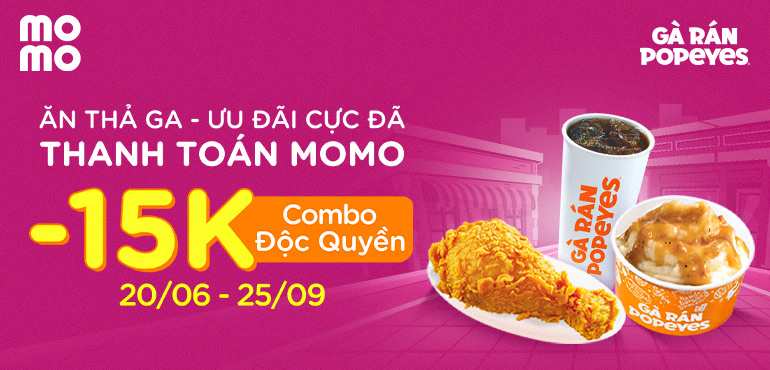 mo
mo
GÀ RÁN
POPEYES
ĂN THẢ GA - ƯU ĐÃI CỰC ĐÃ
THANH TOÁN MOMO
-15K
Combo
Độc Quyền
20/06 - 25/09
GÀ RÁN
POPEYES
GÀ RÁN
POPEYES